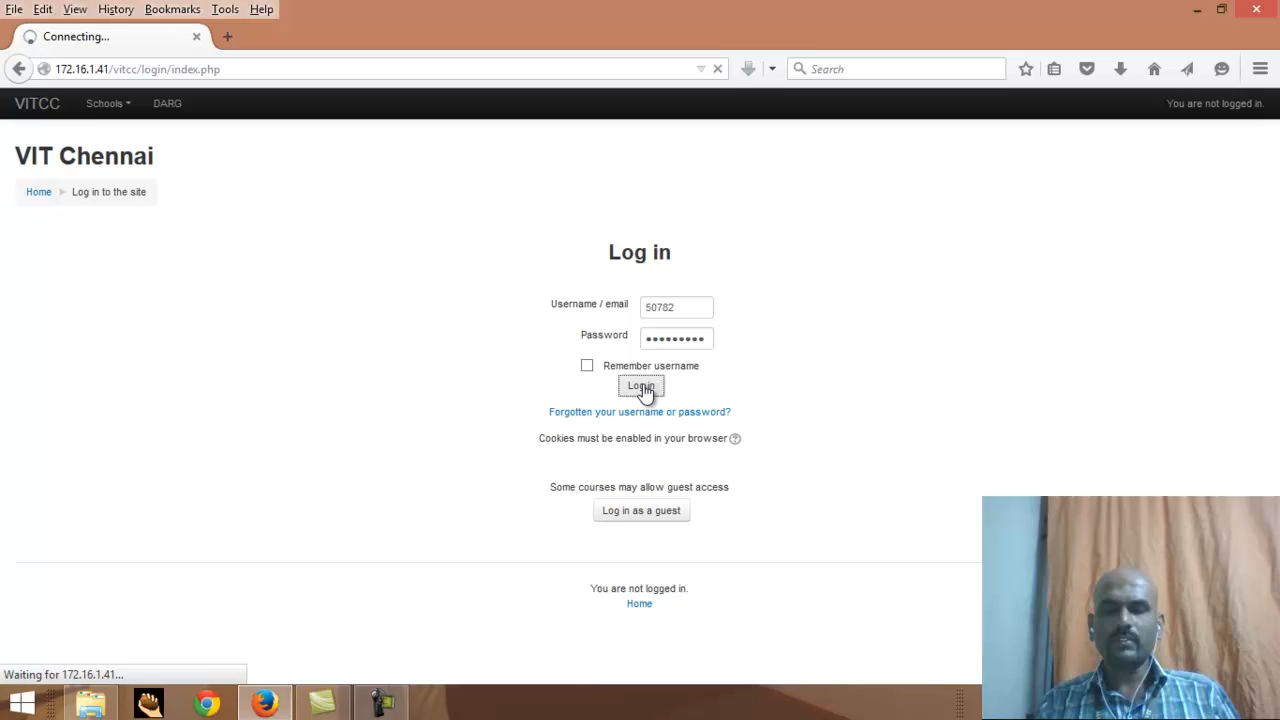 File Edit View History Bookmarks Tools Help
Connecting...
172.16.1.41/vitcc/login/index.php
Search
VITCC Schools DARG You are not logged in.
VIT Chennai
Home Log in to the site
Log in
Username / email 50782
Password
Remember username
Log in
Forgotten your username or password?
Cookies must be enabled in your browser
Some courses may allow guest access
Log in as a guest
You are not logged in.
Home
Waiting for 172.16.1.41...